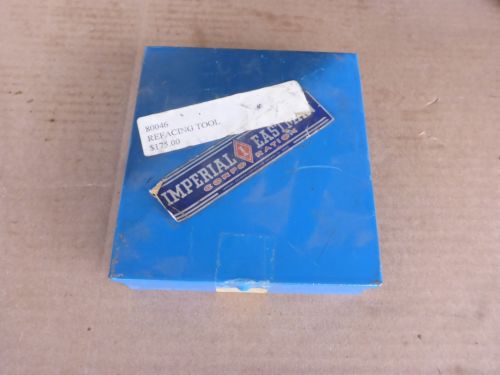 80046
REFACING TOOL
$175.00
IMPERIAL I EASTMAN
CORPORATION